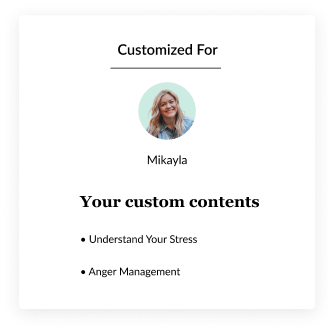 Customized For
Mikayla
Your custom contents
• Understand Your Stress
• Anger Management